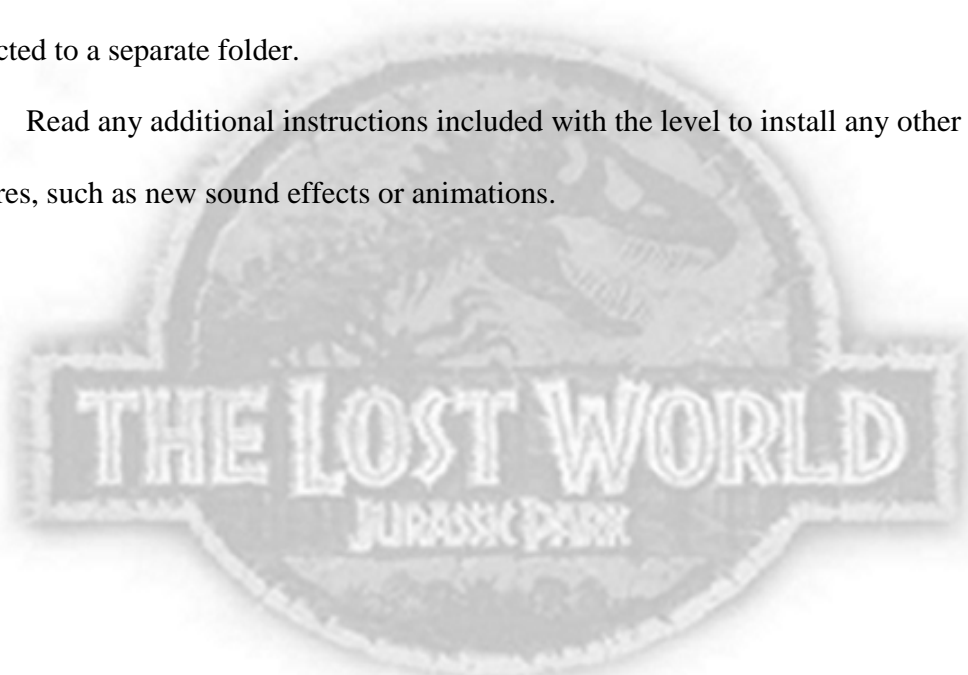 cted to a separate folder.
Read any additional instructions included with the level to install any other
res, such as new sound effects or animations.
THE LOST WORLD
JURASSIC PARK